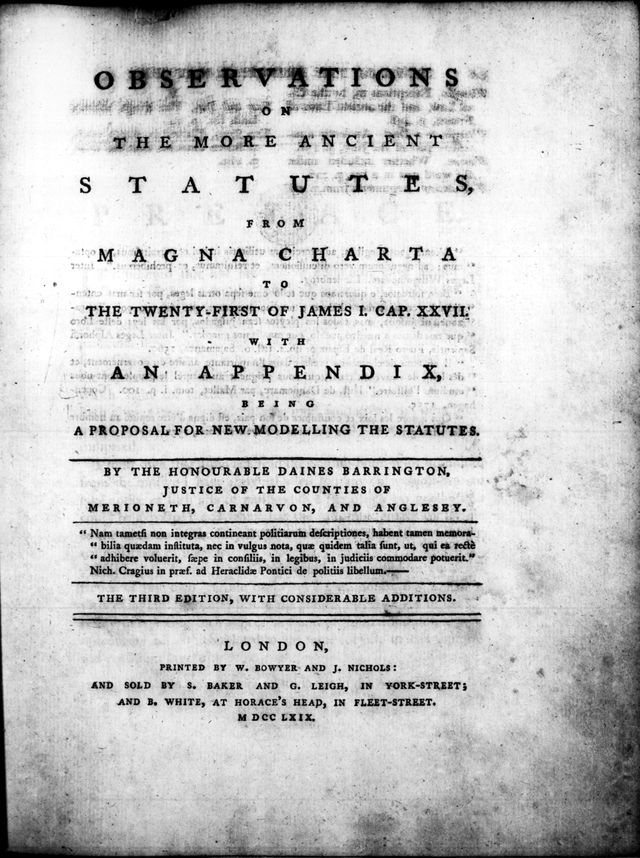 OBSERVATIONS
ON
THE MORE ANCIENT
STATUTES,
FROM
MAGNA CHARTA
TO
THE TWENTY-FIRST OF JAMES I. CAP. XXVII.
WITH
AN APPENDIX,
BEING
A PROPOSAL FOR NEW MODELLING THE STATUTES.
BY THE HONOURABLE DAINES BARRINGTON,
JUSTICE OF THE COUNTIES OF
MERIONETH, CARNARVON, AND ANGLESEY.
“ Nam tametſi non integras contineant politiarum deſcriptiones, habent tamen memora-
“ bilia quædam inſtituta, nec in vulgus nota, quæ quidem talia ſunt, ut, qui ea rectè
“ adhibere voluerit, ſæpe in conſiliis, in legibus, in judiciis commodare potuerit.”
Nich. Cragius in præf. ad Heraclidæ Pontici de politiis libellum.——
THE THIRD EDITION, WITH CONSIDERABLE ADDITIONS.
LONDON,
PRINTED BY W. BOWYER AND J. NICHOLS:
AND SOLD BY S. BAKER AND G. LEIGH, IN YORK-STREET;
AND B. WHITE, AT HORACE'S HEAD, IN FLEET-STREET.
M DCC LXIX.